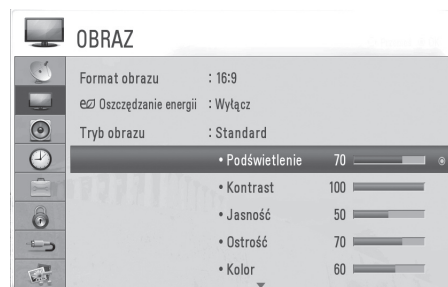 OBRAZ
Format obrazu : 16:9
Oszczędzanie energii : Wyłącz
Tryb obrazu : Standard
• Podświetlenie 70
• Kontrast 100
• Jasność 50
• Ostrość 70
• Kolor 60